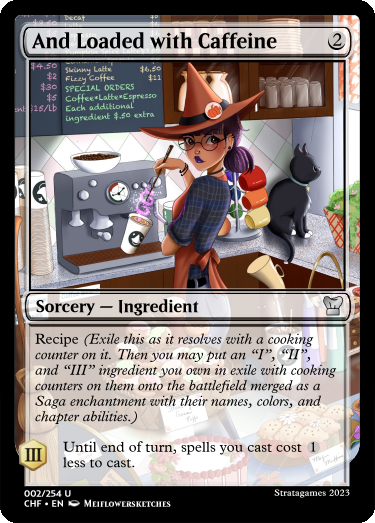 And Loaded with Caffeine 2
Decaf
$4.50 Skinny Latte $6.50
$2 Fizzy Coffee $11
$30 SPECIAL ORDERS
$5 Coffee•Latte•Espresso
$15/Lb Each additional
ingredient $.50 extra
Sorcery — Ingredient
Recipe (Exile this as it resolves with a cooking
counter on it. Then you may put an “I”, “II”,
and “III” ingredient you own in exile with cooking
counters on them onto the battlefield merged as a
Saga enchantment with their names, colors, and
chapter abilities.)
III Until end of turn, spells you cast cost 1
less to cast.
002/254 U
CHF • EN Meiflowersketches
Stratagames 2023